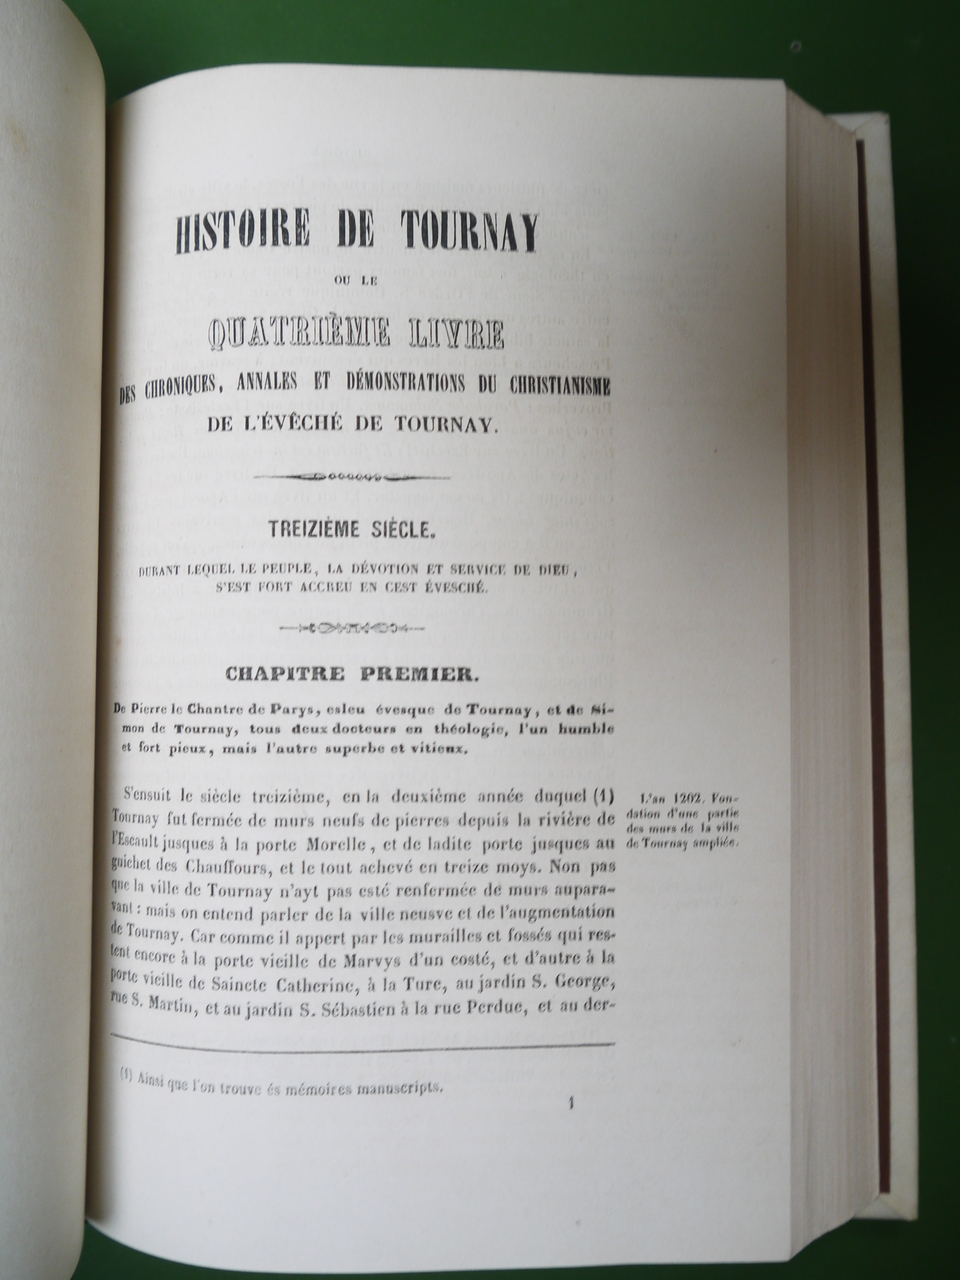 HISTOIRE DE TOURNAY
OU LE
QUATRIÈME LIVRE
DES CHRONIQUES, ANNALES ET DÉMONSTRATIONS DU CHRISTIANISME
DE L'ÉVÊCHÉ DE TOURNAY.
TREIZIÈME SIÈCLE.
DURANT LEQUEL LE PEUPLE, LA DÉVOTION ET SERVICE DE DIEU,
S'EST FORT ACCREU EN CEST ÉVESCHÉ.
CHAPITRE PREMIER.
De Pierre le Chantre de Parys, esleu évesque de Tournay, et de Si-
mon de Tournay, tous deux docteurs en théologie, l'un humble
et fort pieux, mais l'autre superbe et vitieux.
S'ensuit le siècle treizième, en la deuxième année duquel (1)
Tournay fut fermée de murs neufs de pierres depuis la rivière de
l'Escault jusques à la porte Morelle, et de ladite porte jusques au
guichet des Chauffours, et le tout achevé en treize moys. Non pas
que la ville de Tournay n'ayt pas esté renfermée de murs aupara-
vant : mais on entend parler de la ville neusve et de l'augmentation
de Tournay. Car comme il appert par les murailles et fossés qui res-
tent encore à la porte vieille de Marvys d'un costé, et d'autre à la
porte vieille de Saincte Catherine, à la Ture, au jardin S. George,
rue S. Martin, et au jardin S. Sébastien à la rue Perdue, et au der-
L'an 1202. Fon-
dation d'une partie
des murs de la ville
de Tournay ampliée.
(1) Ainsi que l'on trouve és mémoires manuscripts.
1